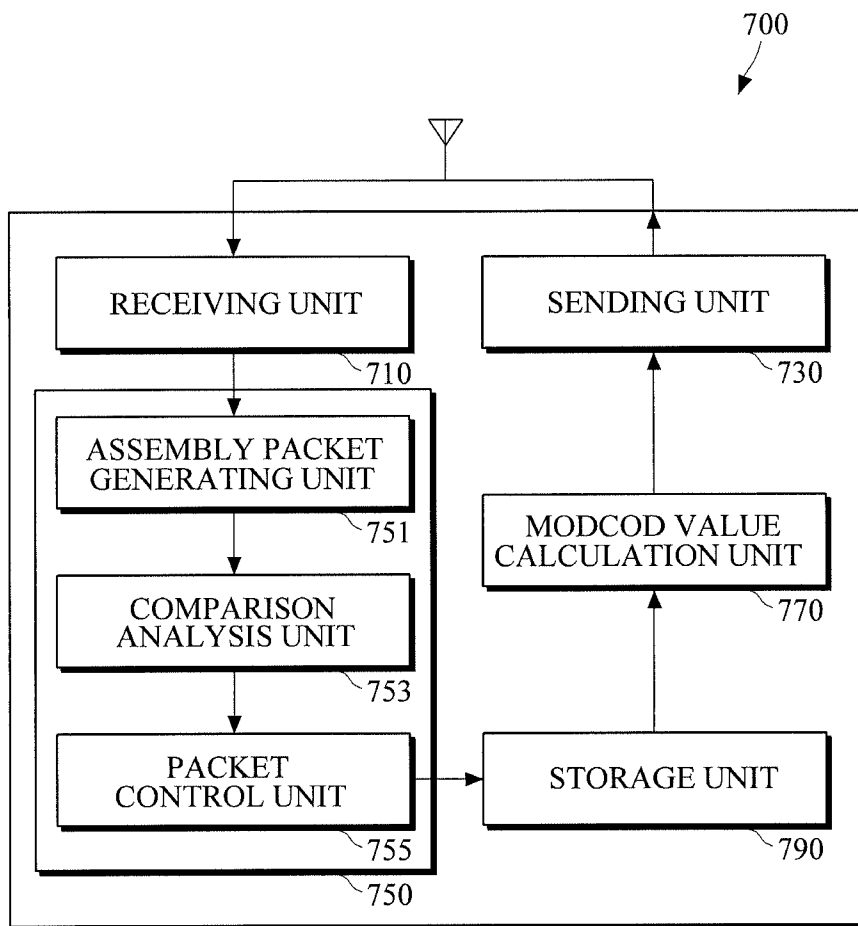 700
RECEIVING UNIT
710
ASSEMBLY PACKET
GENERATING UNIT
751
COMPARISON
ANALYSIS UNIT
753
PACKET
CONTROL UNIT
755
750
SENDING UNIT
730
MODCOD VALUE
CALCULATION UNIT
770
STORAGE UNIT
790